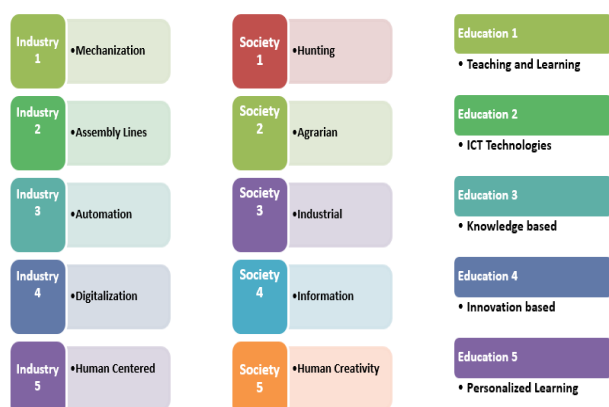 Industry
1
•Mechanization
Industry
2
•Assembly Lines
Industry
3
•Automation
Industry
4
•Digitalization
Industry
5
•Human Centered
Society
1
•Hunting
Society
2
•Agrarian
Society
3
•Industrial
Society
4
•Information
Society
5
•Human Creativity
Education 1
• Teaching and Learning
Education 2
• ICT Technologies
Education 3
• Knowledge based
Education 4
• Innovation based
Education 5
• Personalized Learning